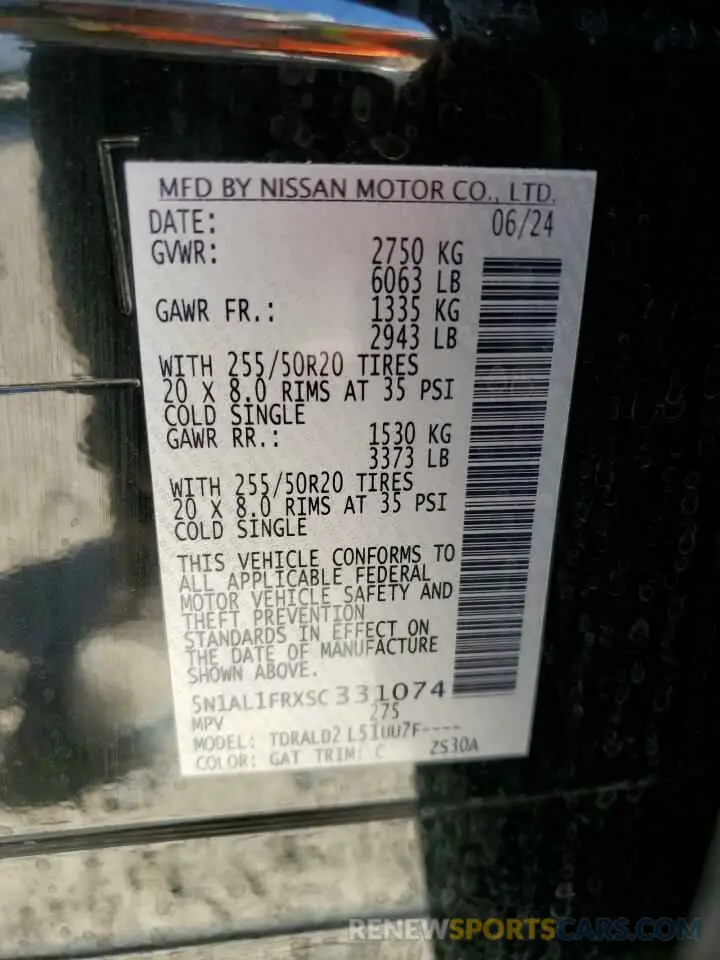 MFD BY NISSAN MOTOR CO., LTD.
DATE: 06/24
GVWR: 2750 KG
6063 LB
GAWR FR.: 1335 KG
2943 LB
WITH 255/50R20 TIRES
20 X 8.0 RIMS AT 35 PSI
COLD SINGLE
GAWR RR.: 1530 KG
3373 LB
WITH 255/50R20 TIRES
20 X 8.0 RIMS AT 35 PSI
COLD SINGLE
THIS VEHICLE CONFORMS TO
ALL APPLICABLE FEDERAL
MOTOR VEHICLE SAFETY AND
THEFT PREVENTION
STANDARDS IN EFFECT ON
THE DATE OF MANUFACTURE
SHOWN ABOVE.
5N1AL1FRXSC331074
MPV 275
MODEL: TDRALD2
COLOR: GAT TRIM: C ZS30A
RENEWSPORTSCARS.COM